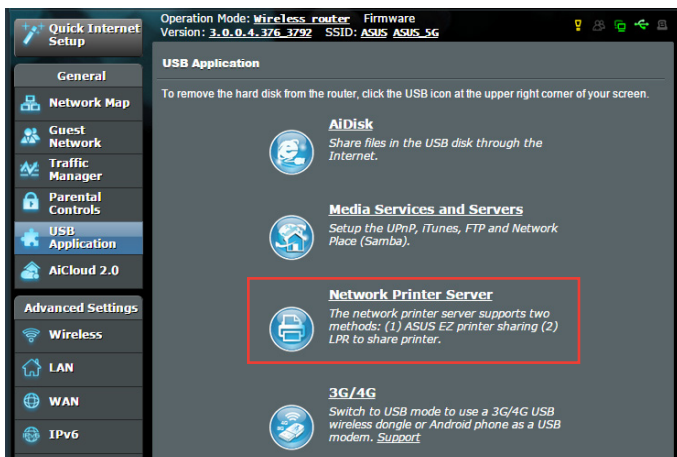 Quick Internet
Setup
Operation Mode: Wireless router Firmware
Version: 3.0.0.4.376_3792 SSID: ASUS ASUS_5G
General
Network Map
Guest
Network
Traffic
Manager
Parental
Controls
USB
Application
AiCloud 2.0
Advanced Settings
Wireless
LAN
WAN
IPv6
USB Application
To remove the hard disk from the router, click the USB icon at the upper right corner of your screen.
AiDisk
Share files in the USB disk through the
Internet.
Media Services and Servers
Setup the UPnP, iTunes, FTP and Network
Place (Samba).
Network Printer Server
The network printer server supports two
methods: (1) ASUS EZ printer sharing (2)
LPR to share printer.
3G/4G
Switch to USB mode to use a 3G/4G USB
wireless dongle or Android phone as a USB
modem. Support